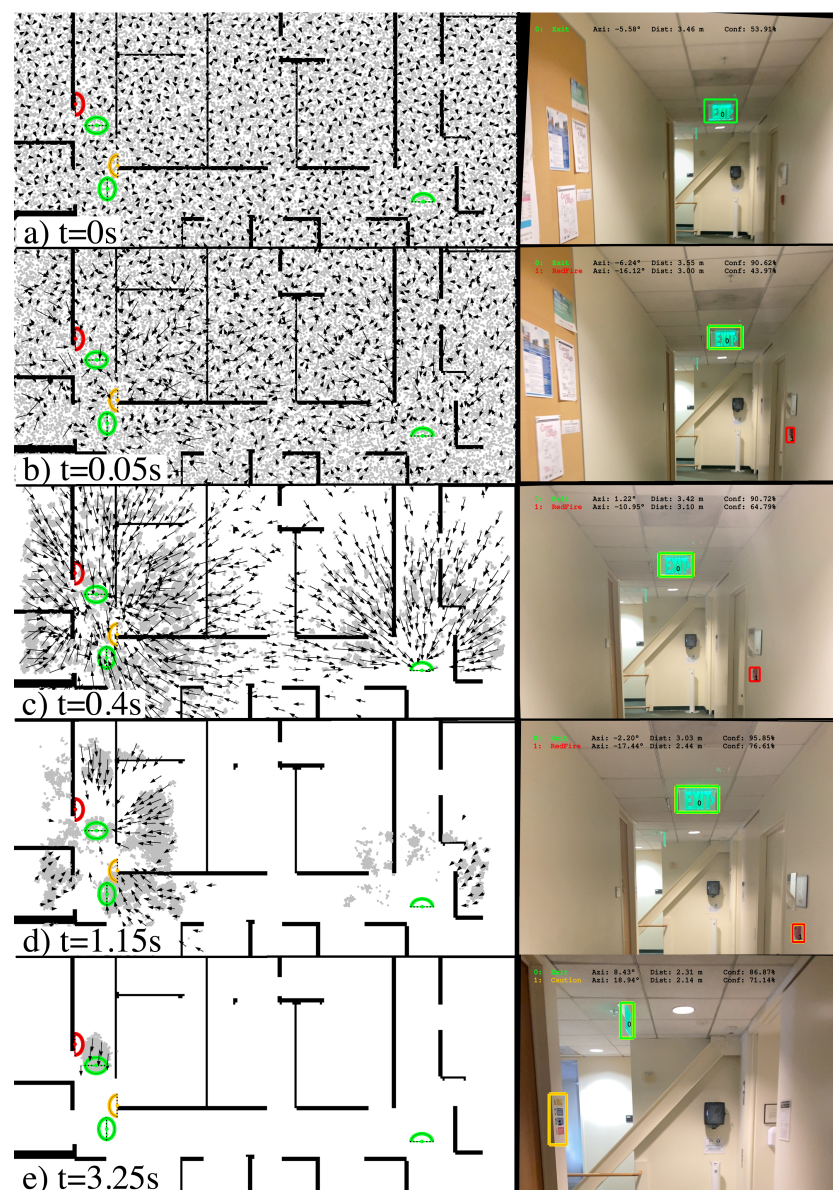 0: Exit Azi: -5.58° Dist: 3.46 m Conf: 53.91%
0
a) t=0s
0: Exit Azi: -6.24° Dist: 3.55 m Conf: 90.62%
1: RedFire Azi: -16.12° Dist: 3.00 m Conf: 43.97%
0
b) t=0.05s
Azi: 1.22° Dist: 3.42 m Conf: 90.72%
1: RedFire Azi: -10.95° Dist: 3.10 m Conf: 64.79%
0
c) t=0.4s
Azi: -2.20° Dist: 3.03 m Conf: 95.85%
1: RedFire Azi: -17.44° Dist: 2.44 m Conf: 76.61%
0
d) t=1.15s
0: Exit Azi: 8.43° Dist: 2.31 m Conf: 86.87%
1: Caution Azi: 18.94° Dist: 2.14 m Conf: 71.14%
0
e) t=3.25s